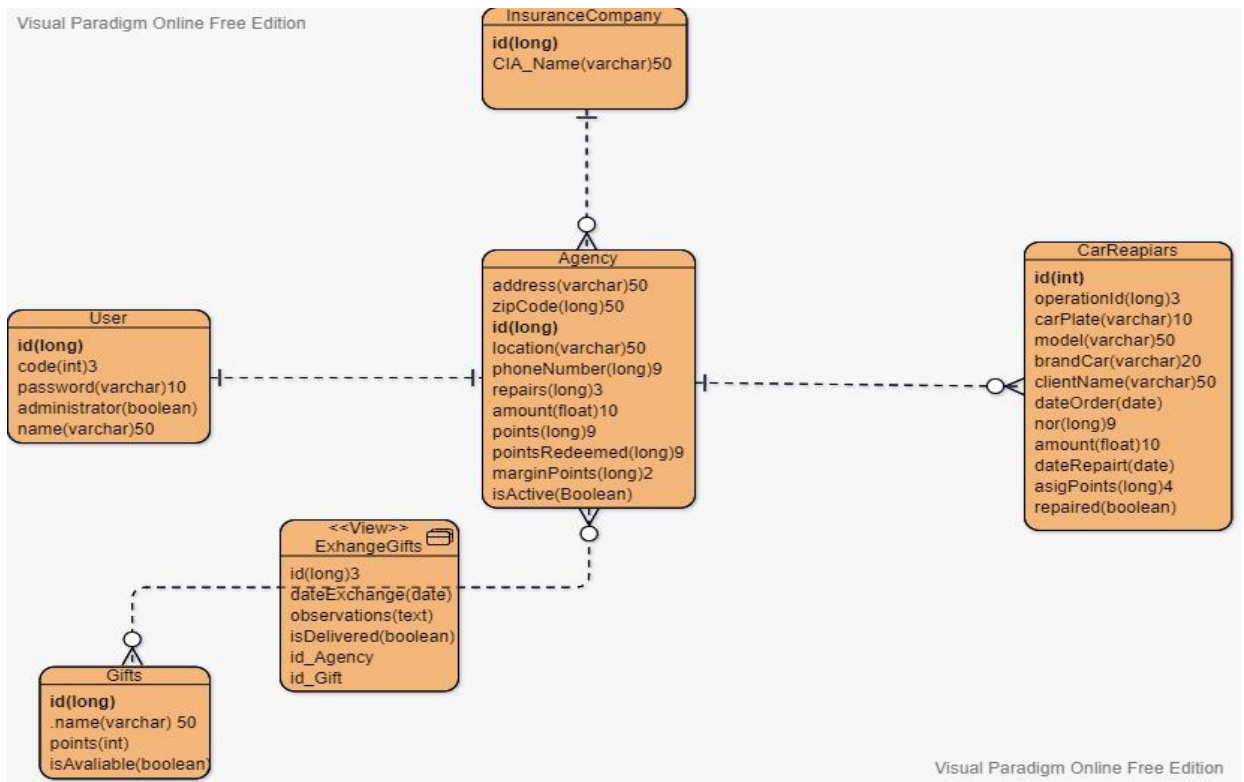 Visual Paradigm Online Free Edition
InsuranceCompany
id(long)
CIA_Name(varchar)50
Agency
address(varchar)50
zipCode(long)50
id(long)
location(varchar)50
phoneNumber(long)9
repairs(long)3
amount(float)10
points(long)9
pointsRedeemed(long)9
marginPoints(long)2
isActive(Boolean)
CarReapiars
id(int)
operationId(long)3
carPlate(varchar)10
model(varchar)50
brandCar(varchar)20
clientName(varchar)50
dateOrder(date)
nor(long)9
amount(float)10
dateRepairt(date)
asigPoints(long)4
repaired(boolean)
User
id(long)
code(int)3
password(varchar)10
administrator(boolean)
name(varchar)50
<<View>>
ExhangeGifts
id(long)3
dateExchange(date)
observations(text)
isDelivered(boolean)
id_Agency
id_Gift
Gifts
id(long)
.name(varchar) 50
points(int)
isAvaliable(boolean)
Visual Paradigm Online Free Edition